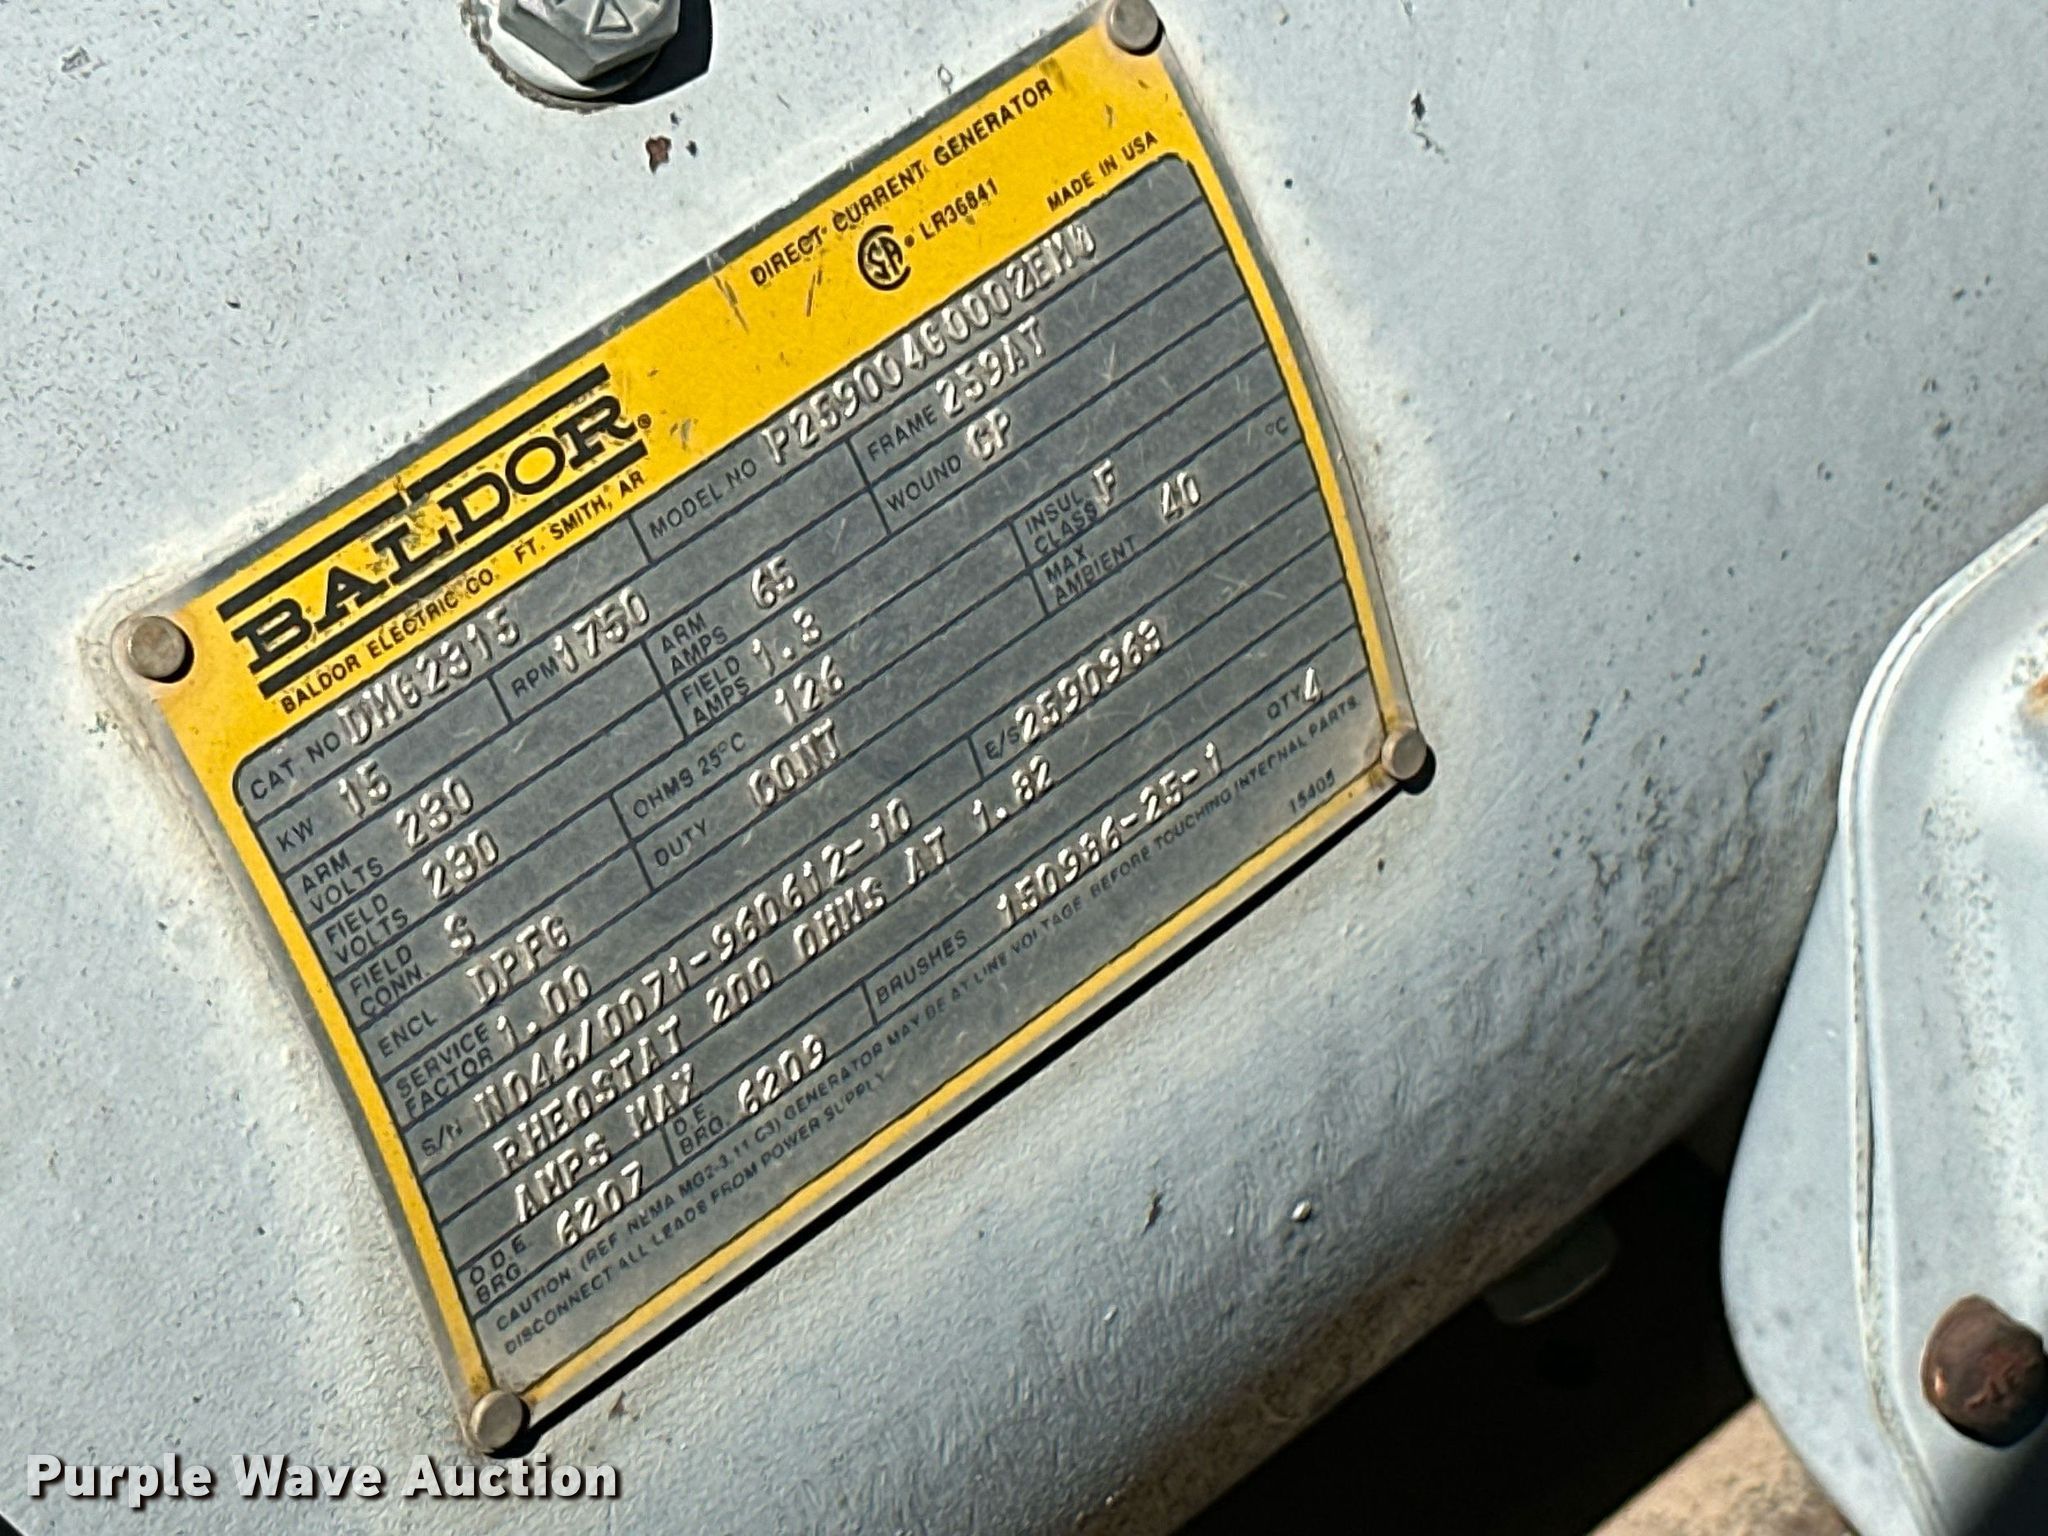 DIRECT CURRENT GENERATOR
CSA ® LR36841
MADE IN USA
BALDOR®
BALDOR ELECTRIC CO. FT. SMITH, AR
CAT. NO DMG2315 MODEL NO P259004G0002EMO
KW 15 RPM 1750 FRAME 259AT
ARM VOLTS 230 ARM AMPS 65 WOUND CP
FIELD VOLTS 230 FIELD AMPS 1.3 INSUL CLASS F
FIELD CONN. S OHMS 25°C 126 MAX AMBIENT 40 °C
ENCL DPFG DUTY CONT
SERVICE FACTOR 1.00 E/S 2590969
S/N WO46/0071-960612-10
RHEOSTAT 200 OHMS AT 1.82
AMPS MAX
O.D.E. BRG. 6207 D.E. BRG. 6209 BRUSHES 150986-25-1 QTY 4
CAUTION (REF NEMA MG2-3.11 C3) GENERATOR MAY BE AT LINE VOLTAGE BEFORE TOUCHING INTERNAL PARTS.
DISCONNECT ALL LEADS FROM POWER SUPPLY
15405
Purple Wave Auction